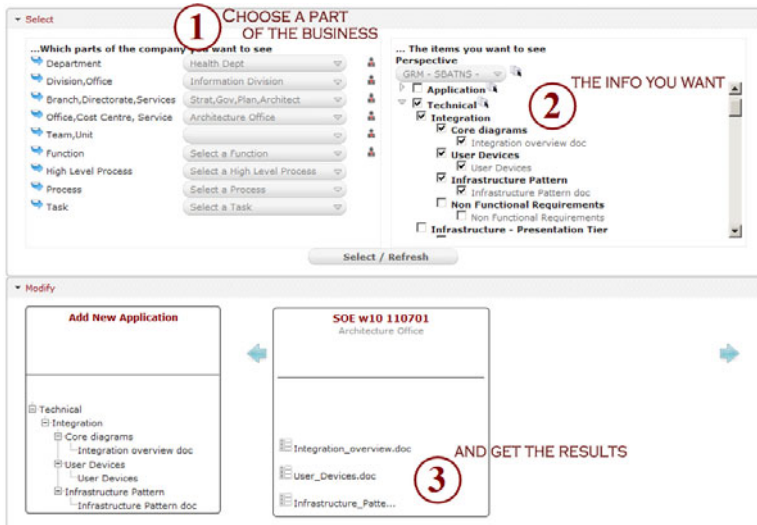 Select
1 CHOOSE A PART
OF THE BUSINESS
...Which parts of the company you want to see
Department Health Dept
Division,Office Information Division
Branch,Directorate,Services Strat,Gov,Plan,Architect
Office,Cost Centre, Service Architecture Office
Team,Unit
Function Select a Function
High Level Process Select a High Level Process
Process Select a Process
Task Select a Task
... The items you want to see
Perspective
GRM - SBATNS -
2 THE INFO YOU WANT
Application
Technical
Integration
Core diagrams
Integration overview doc
User Devices
User Devices
Infrastructure Pattern
Infrastructure Pattern doc
Non Functional Requirements
Non Functional Requirements
Infrastructure - Presentation Tier
Select / Refresh
Modify
Add New Application
Technical
Integration
Core diagrams
Integration overview doc
User Devices
User Devices
Infrastructure Pattern
Infrastructure Pattern doc
SOE w10 110701
Architecture Office
Integration_overview.doc
User_Devices.doc
Infrastructure_Patte...
3 AND GET THE RESULTS